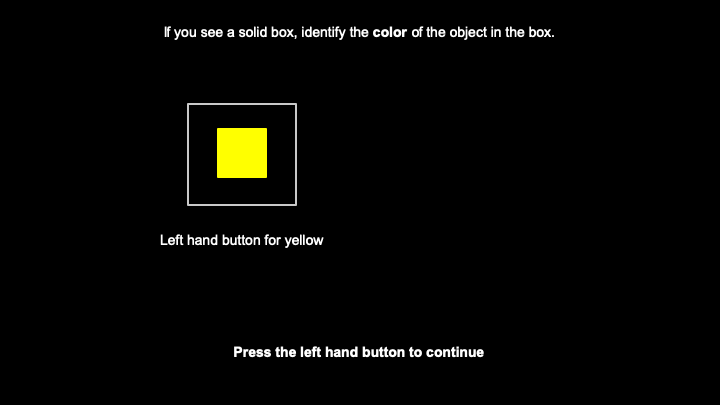 If you see a solid box, identify the color of the object in the box.
Left hand button for yellow
Press the left hand button to continue